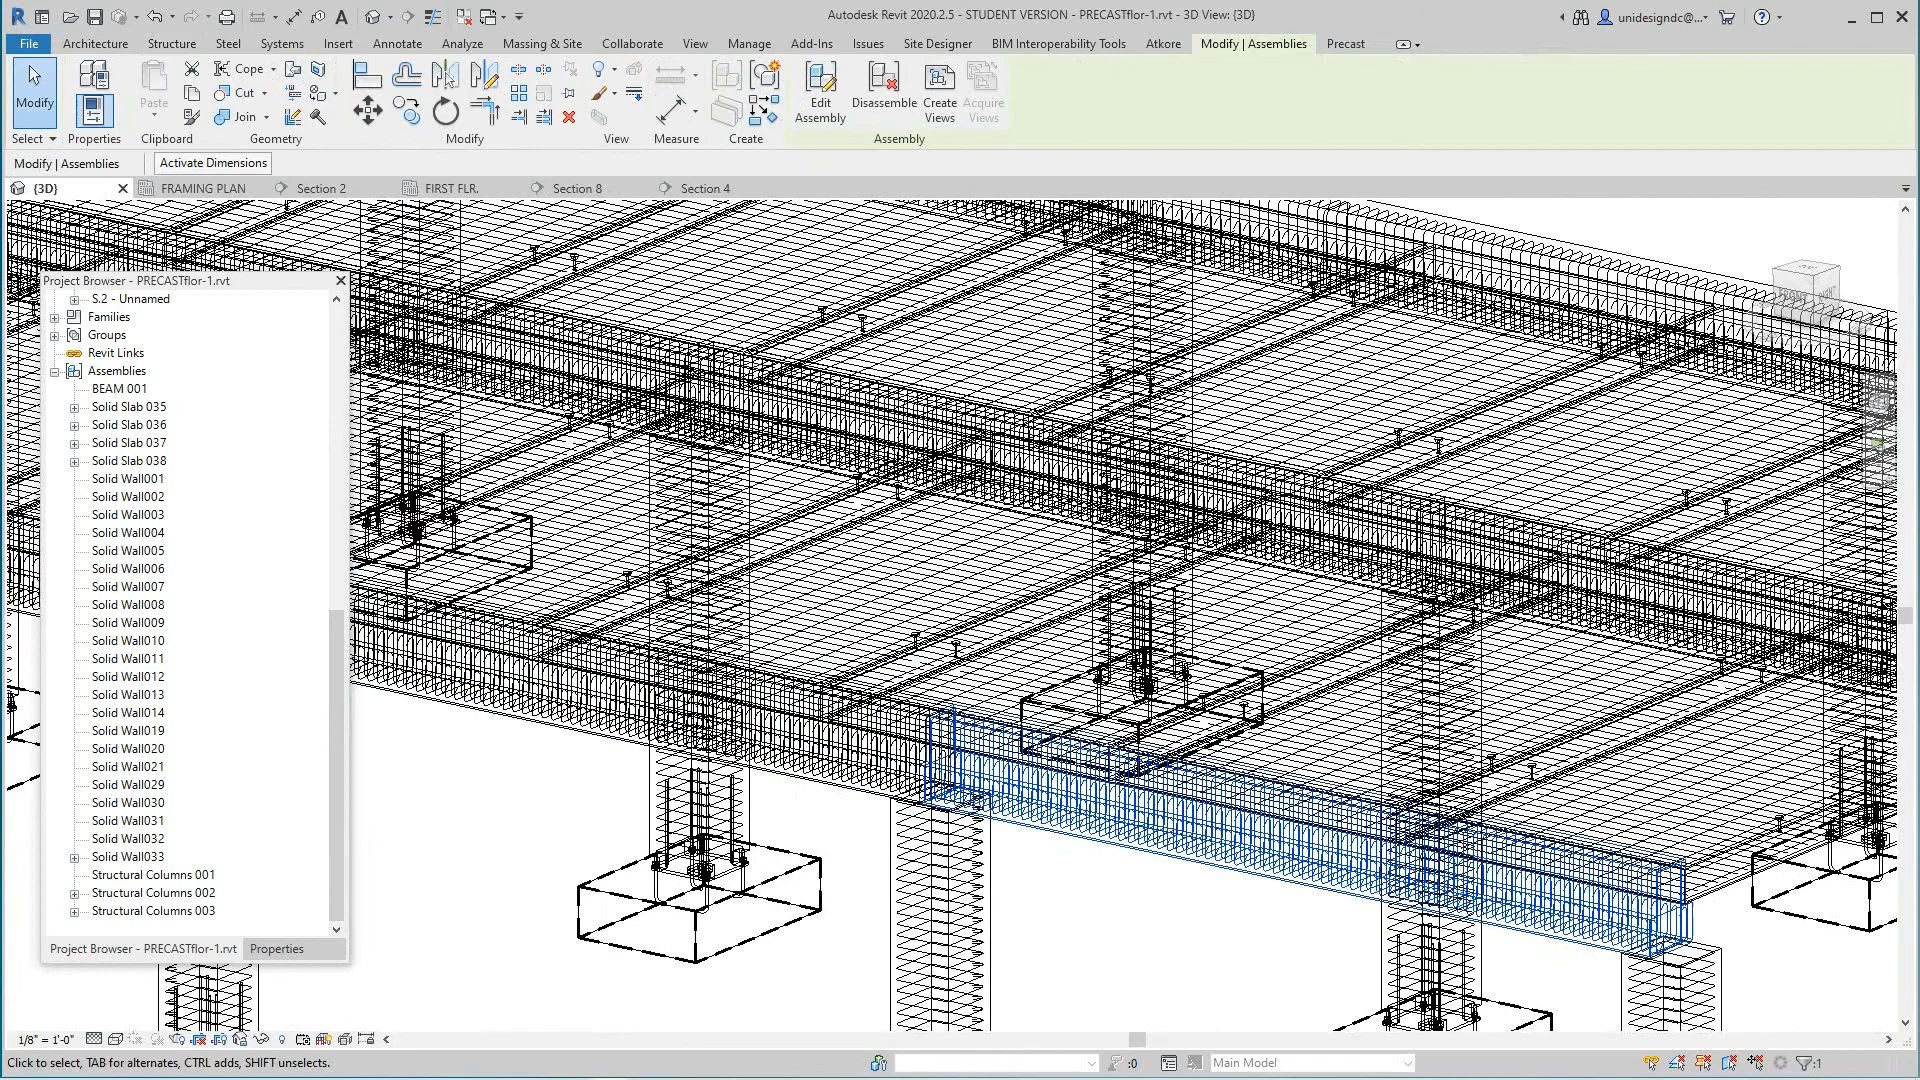 Autodesk Revit 2020.2.5 - STUDENT VERSION - PRECASTflor-1.rvt - 3D View: {3D}
unidesigndc@...
File Architecture Structure Steel Systems Insert Annotate Analyze Massing & Site Collaborate View Manage Add-Ins Issues Site Designer BIM Interoperability Tools Atkore Modify | Assemblies Precast
Modify
Paste
Cope
Cut
Join
Edit Assembly
Disassemble
Create Views
Acquire Views
Select Properties Clipboard Geometry Modify View Measure Create Assembly
Modify | Assemblies Activate Dimensions
{3D} FRAMING PLAN Section 2 FIRST FLR. Section 8 Section 4
Project Browser - PRECASTflor-1.rvt
S.2 - Unnamed
Families
Groups
Revit Links
Assemblies
BEAM 001
Solid Slab 035
Solid Slab 036
Solid Slab 037
Solid Slab 038
Solid Wall001
Solid Wall002
Solid Wall003
Solid Wall004
Solid Wall005
Solid Wall006
Solid Wall007
Solid Wall008
Solid Wall009
Solid Wall010
Solid Wall011
Solid Wall012
Solid Wall013
Solid Wall014
Solid Wall019
Solid Wall020
Solid Wall021
Solid Wall029
Solid Wall030
Solid Wall031
Solid Wall032
Solid Wall033
Structural Columns 001
Structural Columns 002
Structural Columns 003
Project Browser - PRECASTflor-1.rvt Properties
1/8" = 1'-0"
Click to select, TAB for alternates, CTRL adds, SHIFT unselects.
:0
Main Model
:1